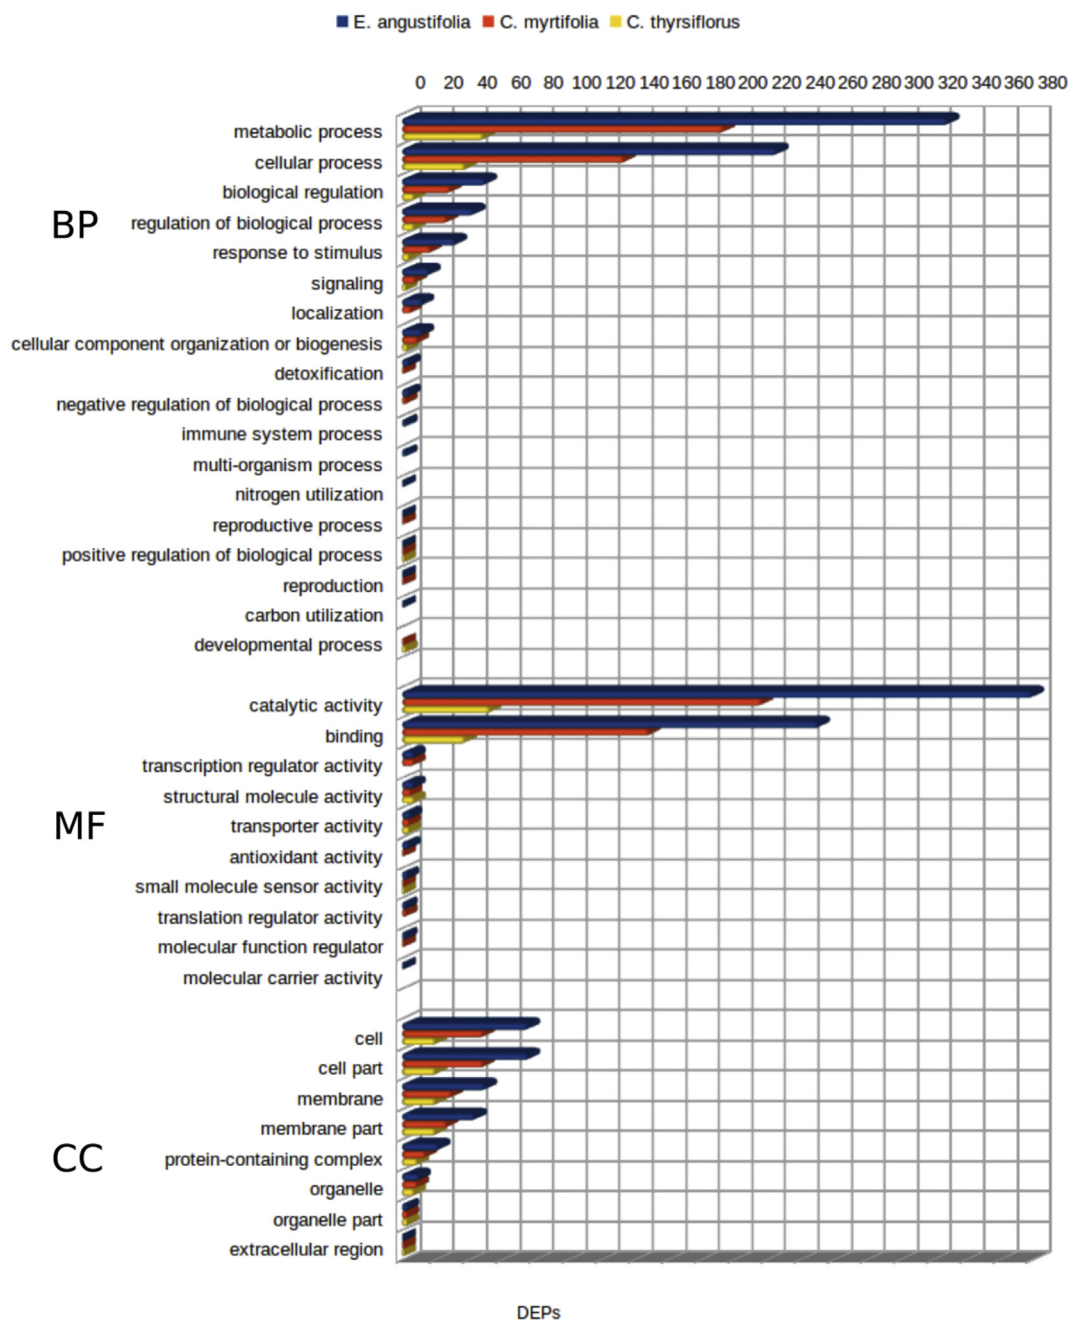 E. angustifolia C. myrtifolia C. thyrsiflorus
0 20 40 60 80 100 120 140 160 180 200 220 240 260 280 300 320 340 360 380
metabolic process
cellular process
biological regulation
BP
regulation of biological process
response to stimulus
signaling
localization
cellular component organization or biogenesis
detoxification
negative regulation of biological process
immune system process
multi-organism process
nitrogen utilization
reproductive process
positive regulation of biological process
reproduction
carbon utilization
developmental process
catalytic activity
binding
transcription regulator activity
structural molecule activity
MF
transporter activity
antioxidant activity
small molecule sensor activity
translation regulator activity
molecular function regulator
molecular carrier activity
cell
cell part
membrane
membrane part
CC
protein-containing complex
organelle
organelle part
extracellular region
DEPs